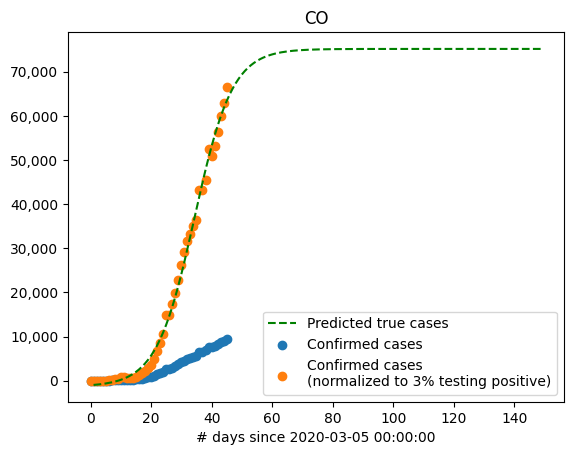 CO
70,000
60,000
50,000
40,000
30,000
20,000
10,000
0
Predicted true cases
Confirmed cases
Confirmed cases
(normalized to 3% testing positive)
0 20 40 60 80 100 120 140
# days since 2020-03-05 00:00:00